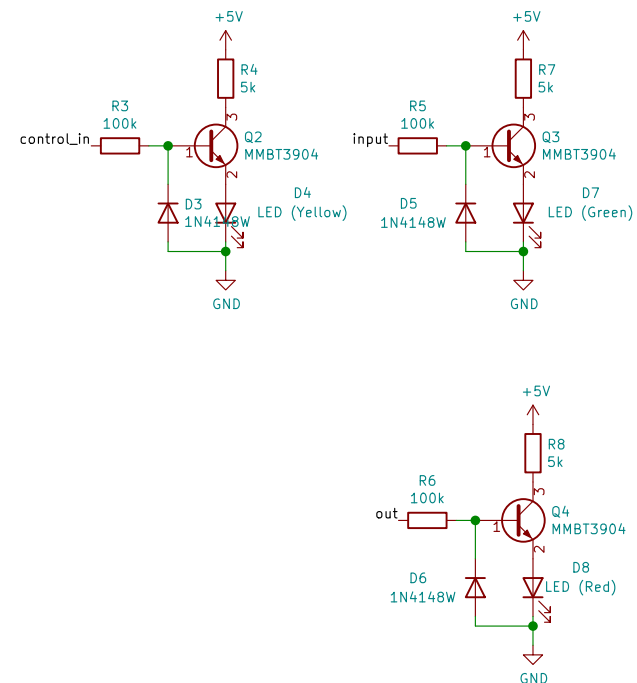 +5V
R4
5k
R3
100k
control_in
3
1
Q2
MMBT3904
2
D3
1N4148W
D4
LED (Yellow)
GND
+5V
R7
5k
R5
100k
input
3
1
Q3
MMBT3904
2
D5
1N4148W
D7
LED (Green)
GND
+5V
R8
5k
R6
100k
out
3
1
Q4
MMBT3904
2
D6
1N4148W
D8
LED (Red)
GND